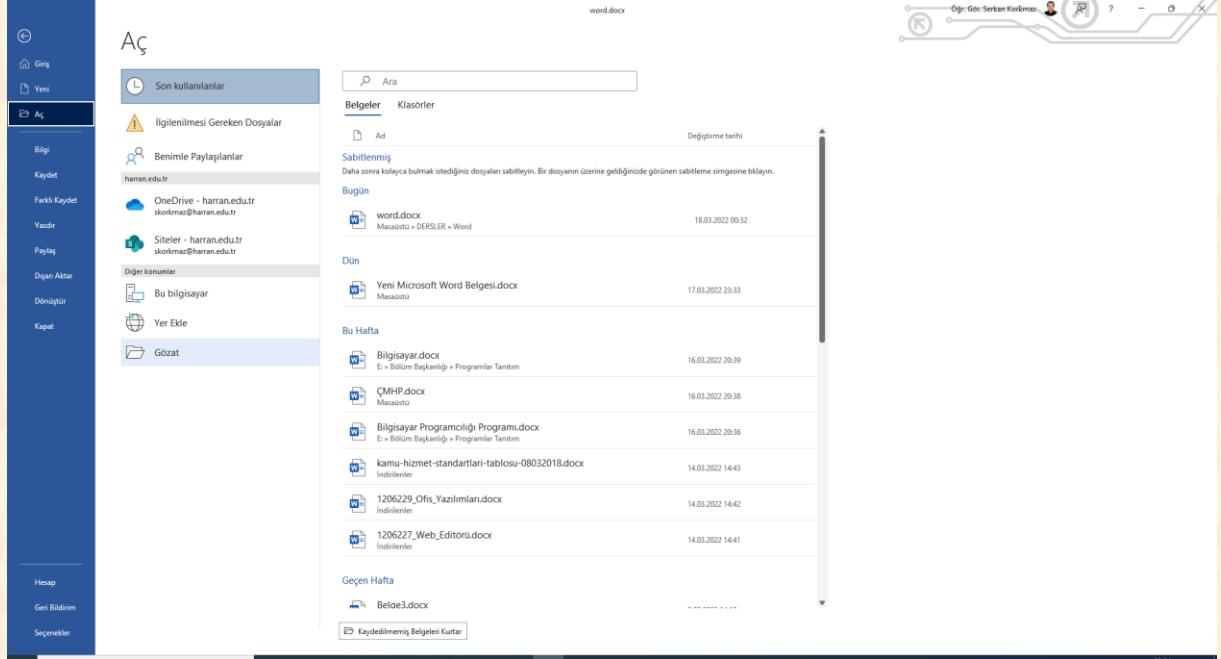 word.docx
Öğr. Gör. Serkan Korkmaz
?
Aç
Giriş
Yeni
Aç
Bilgi
Kaydet
Farklı Kaydet
Yazdır
Paylaş
Dışarı Aktar
Dönüştür
Kapat
Hesap
Geri Bildirim
Seçenekler
Son kullanılanlar
İlgilenilmesi Gereken Dosyalar
Benimle Paylaşılanlar
harran.edu.tr
OneDrive - harran.edu.tr
skorkmaz@harran.edu.tr
Siteler - harran.edu.tr
skorkmaz@harran.edu.tr
Diğer konumlar
Bu bilgisayar
Yer Ekle
Gözat
Ara
Belgeler Klasörler
Ad Değiştirme tarihi
Sabitlenmiş
Daha sonra kolayca bulmak istediğiniz dosyaları sabitleyin. Bir dosyanın üzerine geldiğinizde görünen sabitleme simgesine tıklayın.
Bugün
word.docx 18.03.2022 00:32
Masaüstü » DERSLER » Word
Dün
Yeni Microsoft Word Belgesi.docx 17.03.2022 23:33
Masaüstü
Bu Hafta
Bilgisayar.docx 16.03.2022 20:39
E: » Bölüm Başkanlığı » Programlar Tanıtım
ÇMHP.docx 16.03.2022 20:38
Masaüstü
Bilgisayar Programcılığı Programı.docx 16.03.2022 20:36
E: » Bölüm Başkanlığı » Programlar Tanıtım
kamu-hizmet-standartlari-tablosu-08032018.docx 14.03.2022 14:43
İndirilenler
1206229_Ofis_Yazılımları.docx 14.03.2022 14:42
İndirilenler
1206227_Web_Editörü.docx 14.03.2022 14:41
İndirilenler
Geçen Hafta
Belge3.docx
Kaydedilmemiş Belgeleri Kurtar